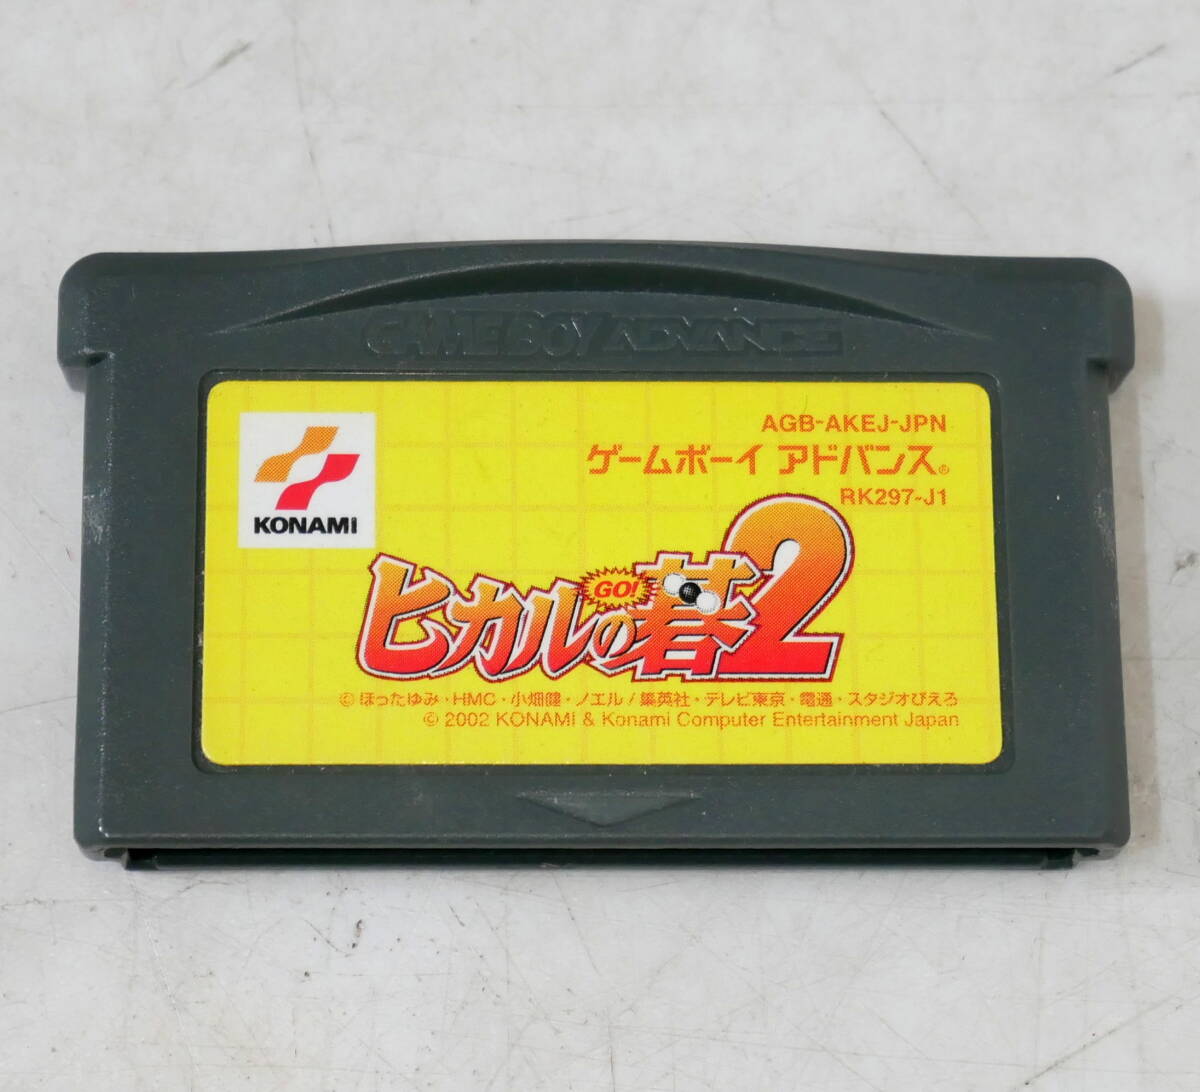 GAMEBOY ADVANCE
KONAMI
AGB-AKEJ-JPN
ゲームボーイ アドバンス®
RK297-J1
ヒカルの碁2
GO!
© ほったゆみ・HMC・小畑健・ノエル/集英社・テレビ東京・電通・スタジオぴえろ
© 2002 KONAMI & Konami Computer Entertainment Japan